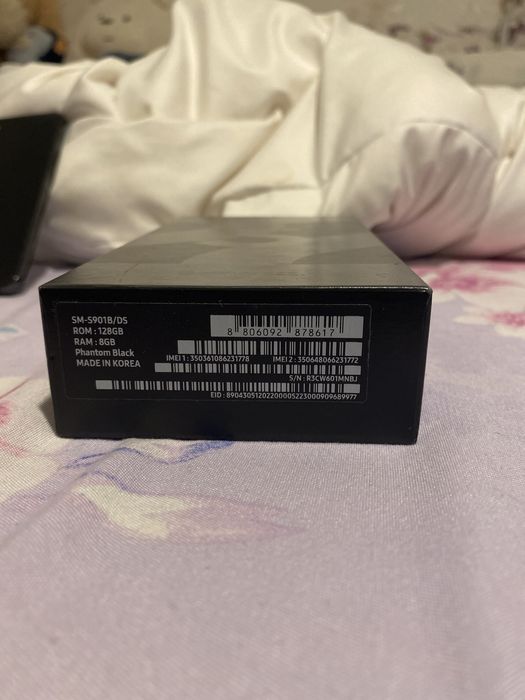 SM-S901B/DS
ROM : 128GB
RAM : 8GB
Phantom Black
MADE IN KOREA
8 806092 878617
IMEI 1 : 350361086231778
IMEI 2 : 350648066231772
S/N : R3CW601MNBJ
EID : 89043051202200005223000909689977